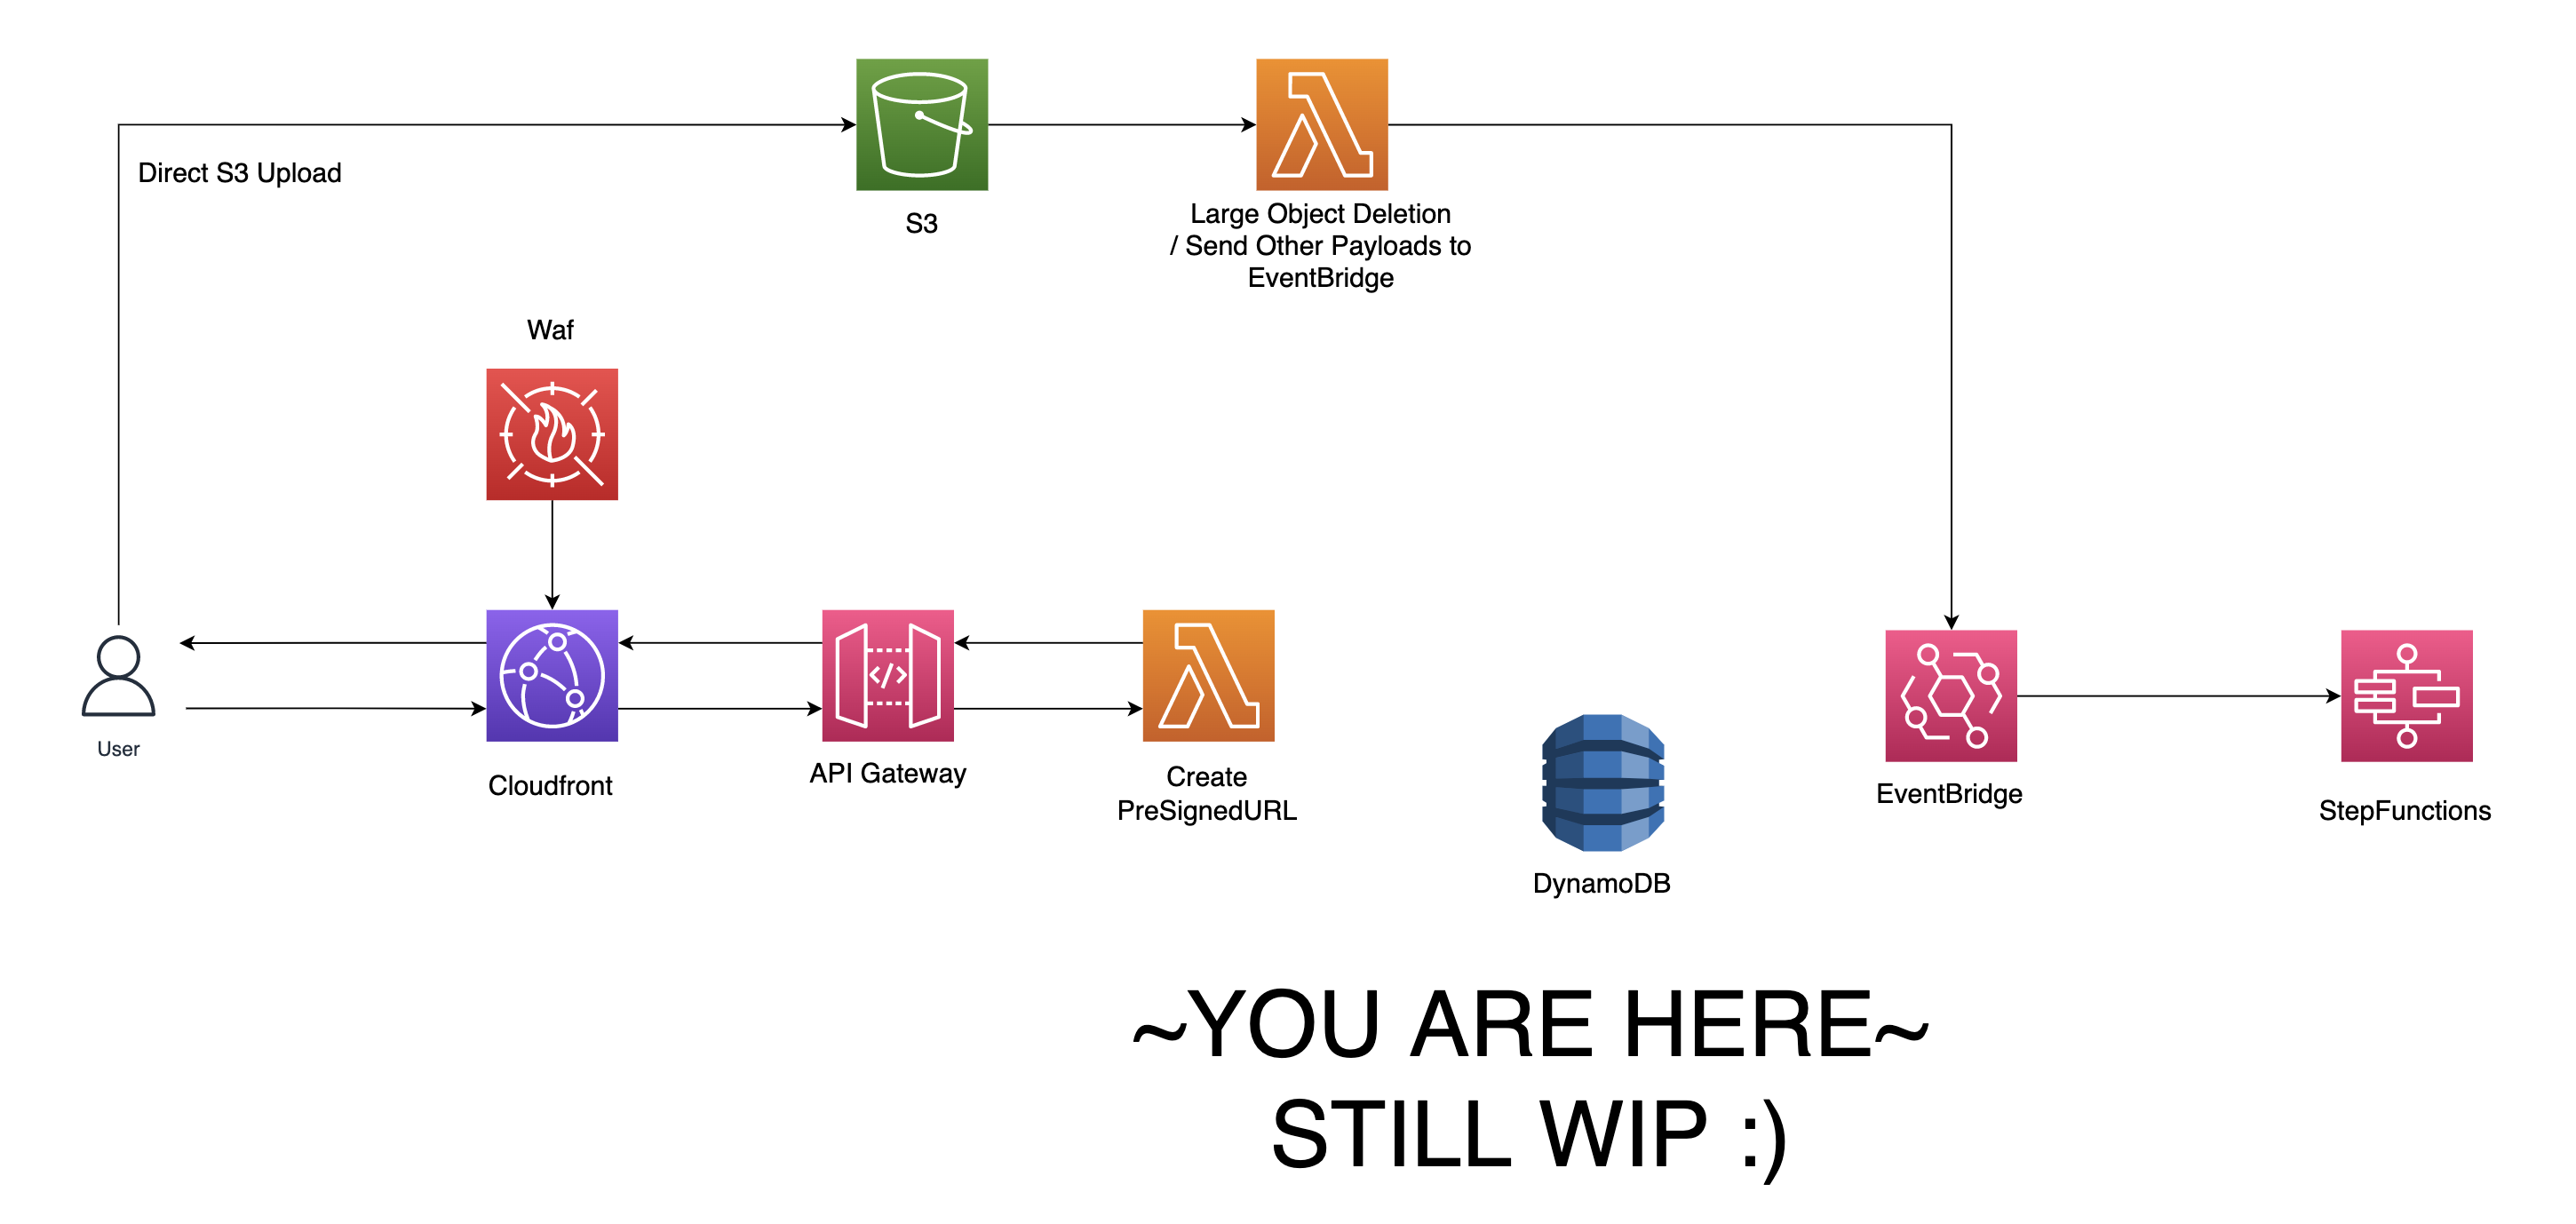 Direct S3 Upload
S3
Large Object Deletion
/ Send Other Payloads to
EventBridge
Waf
User
Cloudfront
API Gateway
Create
PreSignedURL
DynamoDB
EventBridge
StepFunctions
~YOU ARE HERE~
STILL WIP :)